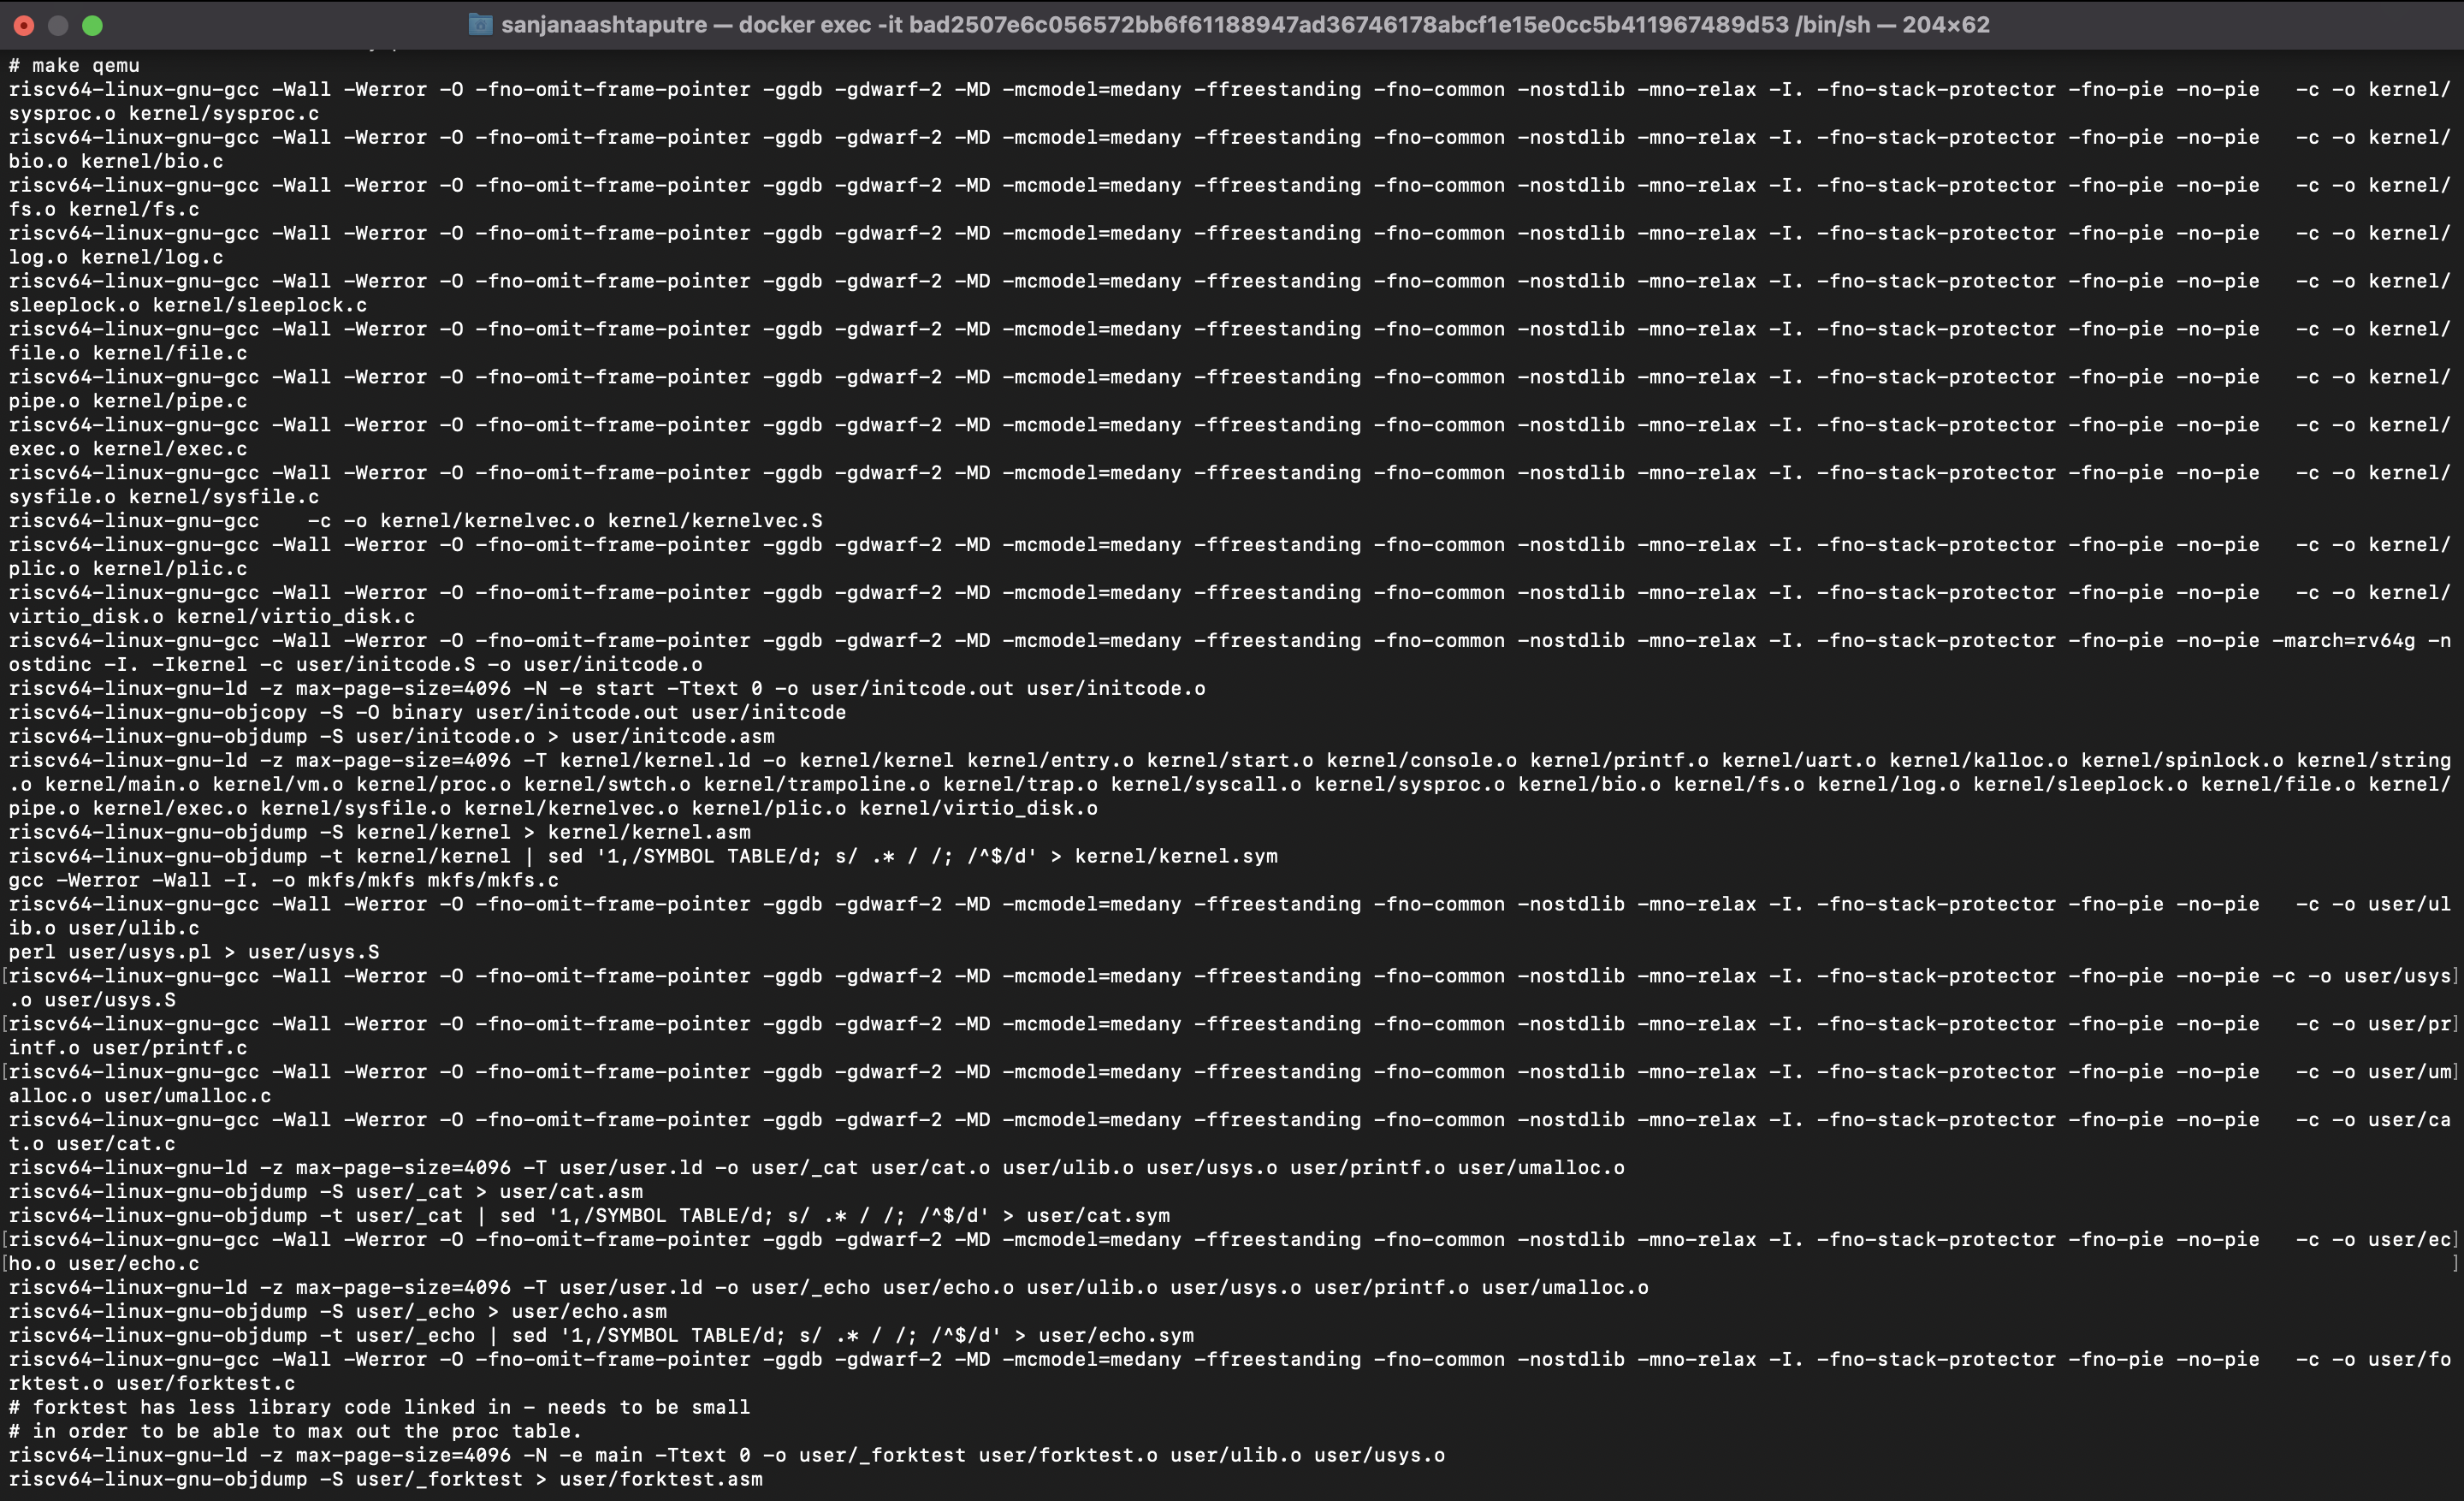 sanjanaashtaputre — docker exec -it bad2507e6c056572bb6f61188947ad36746178abcf1e15e0cc5b411967489d53 /bin/sh — 204×62
# make qemu
riscv64-linux-gnu-gcc -Wall -Werror -O -fno-omit-frame-pointer -ggdb -gdwarf-2 -MD -mcmodel=medany -ffreestanding -fno-common -nostdlib -mno-relax -I. -fno-stack-protector -fno-pie -no-pie   -c -o kernel/
sysproc.o kernel/sysproc.c
riscv64-linux-gnu-gcc -Wall -Werror -O -fno-omit-frame-pointer -ggdb -gdwarf-2 -MD -mcmodel=medany -ffreestanding -fno-common -nostdlib -mno-relax -I. -fno-stack-protector -fno-pie -no-pie   -c -o kernel/
bio.o kernel/bio.c
riscv64-linux-gnu-gcc -Wall -Werror -O -fno-omit-frame-pointer -ggdb -gdwarf-2 -MD -mcmodel=medany -ffreestanding -fno-common -nostdlib -mno-relax -I. -fno-stack-protector -fno-pie -no-pie   -c -o kernel/
fs.o kernel/fs.c
riscv64-linux-gnu-gcc -Wall -Werror -O -fno-omit-frame-pointer -ggdb -gdwarf-2 -MD -mcmodel=medany -ffreestanding -fno-common -nostdlib -mno-relax -I. -fno-stack-protector -fno-pie -no-pie   -c -o kernel/
log.o kernel/log.c
riscv64-linux-gnu-gcc -Wall -Werror -O -fno-omit-frame-pointer -ggdb -gdwarf-2 -MD -mcmodel=medany -ffreestanding -fno-common -nostdlib -mno-relax -I. -fno-stack-protector -fno-pie -no-pie   -c -o kernel/
sleeplock.o kernel/sleeplock.c
riscv64-linux-gnu-gcc -Wall -Werror -O -fno-omit-frame-pointer -ggdb -gdwarf-2 -MD -mcmodel=medany -ffreestanding -fno-common -nostdlib -mno-relax -I. -fno-stack-protector -fno-pie -no-pie   -c -o kernel/
file.o kernel/file.c
riscv64-linux-gnu-gcc -Wall -Werror -O -fno-omit-frame-pointer -ggdb -gdwarf-2 -MD -mcmodel=medany -ffreestanding -fno-common -nostdlib -mno-relax -I. -fno-stack-protector -fno-pie -no-pie   -c -o kernel/
pipe.o kernel/pipe.c
riscv64-linux-gnu-gcc -Wall -Werror -O -fno-omit-frame-pointer -ggdb -gdwarf-2 -MD -mcmodel=medany -ffreestanding -fno-common -nostdlib -mno-relax -I. -fno-stack-protector -fno-pie -no-pie   -c -o kernel/
exec.o kernel/exec.c
riscv64-linux-gnu-gcc -Wall -Werror -O -fno-omit-frame-pointer -ggdb -gdwarf-2 -MD -mcmodel=medany -ffreestanding -fno-common -nostdlib -mno-relax -I. -fno-stack-protector -fno-pie -no-pie   -c -o kernel/
sysfile.o kernel/sysfile.c
riscv64-linux-gnu-gcc    -c -o kernel/kernelvec.o kernel/kernelvec.S
riscv64-linux-gnu-gcc -Wall -Werror -O -fno-omit-frame-pointer -ggdb -gdwarf-2 -MD -mcmodel=medany -ffreestanding -fno-common -nostdlib -mno-relax -I. -fno-stack-protector -fno-pie -no-pie   -c -o kernel/
plic.o kernel/plic.c
riscv64-linux-gnu-gcc -Wall -Werror -O -fno-omit-frame-pointer -ggdb -gdwarf-2 -MD -mcmodel=medany -ffreestanding -fno-common -nostdlib -mno-relax -I. -fno-stack-protector -fno-pie -no-pie   -c -o kernel/
virtio_disk.o kernel/virtio_disk.c
riscv64-linux-gnu-gcc -Wall -Werror -O -fno-omit-frame-pointer -ggdb -gdwarf-2 -MD -mcmodel=medany -ffreestanding -fno-common -nostdlib -mno-relax -I. -fno-stack-protector -fno-pie -no-pie -march=rv64g -n
ostdinc -I. -Ikernel -c user/initcode.S -o user/initcode.o
riscv64-linux-gnu-ld -z max-page-size=4096 -N -e start -Ttext 0 -o user/initcode.out user/initcode.o
riscv64-linux-gnu-objcopy -S -O binary user/initcode.out user/initcode
riscv64-linux-gnu-objdump -S user/initcode.o > user/initcode.asm
riscv64-linux-gnu-ld -z max-page-size=4096 -T kernel/kernel.ld -o kernel/kernel kernel/entry.o kernel/start.o kernel/console.o kernel/printf.o kernel/uart.o kernel/kalloc.o kernel/spinlock.o kernel/string
.o kernel/main.o kernel/vm.o kernel/proc.o kernel/swtch.o kernel/trampoline.o kernel/trap.o kernel/syscall.o kernel/sysproc.o kernel/bio.o kernel/fs.o kernel/log.o kernel/sleeplock.o kernel/file.o kernel/
pipe.o kernel/exec.o kernel/sysfile.o kernel/kernelvec.o kernel/plic.o kernel/virtio_disk.o
riscv64-linux-gnu-objdump -S kernel/kernel > kernel/kernel.asm
riscv64-linux-gnu-objdump -t kernel/kernel | sed '1,/SYMBOL TABLE/d; s/ .* / /; /^$/d' > kernel/kernel.sym
gcc -Werror -Wall -I. -o mkfs/mkfs mkfs/mkfs.c
riscv64-linux-gnu-gcc -Wall -Werror -O -fno-omit-frame-pointer -ggdb -gdwarf-2 -MD -mcmodel=medany -ffreestanding -fno-common -nostdlib -mno-relax -I. -fno-stack-protector -fno-pie -no-pie   -c -o user/ul
ib.o user/ulib.c
perl user/usys.pl > user/usys.S
[riscv64-linux-gnu-gcc -Wall -Werror -O -fno-omit-frame-pointer -ggdb -gdwarf-2 -MD -mcmodel=medany -ffreestanding -fno-common -nostdlib -mno-relax -I. -fno-stack-protector -fno-pie -no-pie -c -o user/usys]
.o user/usys.S
[riscv64-linux-gnu-gcc -Wall -Werror -O -fno-omit-frame-pointer -ggdb -gdwarf-2 -MD -mcmodel=medany -ffreestanding -fno-common -nostdlib -mno-relax -I. -fno-stack-protector -fno-pie -no-pie   -c -o user/pr]
intf.o user/printf.c
[riscv64-linux-gnu-gcc -Wall -Werror -O -fno-omit-frame-pointer -ggdb -gdwarf-2 -MD -mcmodel=medany -ffreestanding -fno-common -nostdlib -mno-relax -I. -fno-stack-protector -fno-pie -no-pie   -c -o user/um]
alloc.o user/umalloc.c
riscv64-linux-gnu-gcc -Wall -Werror -O -fno-omit-frame-pointer -ggdb -gdwarf-2 -MD -mcmodel=medany -ffreestanding -fno-common -nostdlib -mno-relax -I. -fno-stack-protector -fno-pie -no-pie   -c -o user/ca
t.o user/cat.c
riscv64-linux-gnu-ld -z max-page-size=4096 -T user/user.ld -o user/_cat user/cat.o user/ulib.o user/usys.o user/printf.o user/umalloc.o
riscv64-linux-gnu-objdump -S user/_cat > user/cat.asm
riscv64-linux-gnu-objdump -t user/_cat | sed '1,/SYMBOL TABLE/d; s/ .* / /; /^$/d' > user/cat.sym
[riscv64-linux-gnu-gcc -Wall -Werror -O -fno-omit-frame-pointer -ggdb -gdwarf-2 -MD -mcmodel=medany -ffreestanding -fno-common -nostdlib -mno-relax -I. -fno-stack-protector -fno-pie -no-pie   -c -o user/ec]
[ho.o user/echo.c ]
riscv64-linux-gnu-ld -z max-page-size=4096 -T user/user.ld -o user/_echo user/echo.o user/ulib.o user/usys.o user/printf.o user/umalloc.o
riscv64-linux-gnu-objdump -S user/_echo > user/echo.asm
riscv64-linux-gnu-objdump -t user/_echo | sed '1,/SYMBOL TABLE/d; s/ .* / /; /^$/d' > user/echo.sym
riscv64-linux-gnu-gcc -Wall -Werror -O -fno-omit-frame-pointer -ggdb -gdwarf-2 -MD -mcmodel=medany -ffreestanding -fno-common -nostdlib -mno-relax -I. -fno-stack-protector -fno-pie -no-pie   -c -o user/fo
rktest.o user/forktest.c
# forktest has less library code linked in - needs to be small
# in order to be able to max out the proc table.
riscv64-linux-gnu-ld -z max-page-size=4096 -N -e main -Ttext 0 -o user/_forktest user/forktest.o user/ulib.o user/usys.o
riscv64-linux-gnu-objdump -S user/_forktest > user/forktest.asm